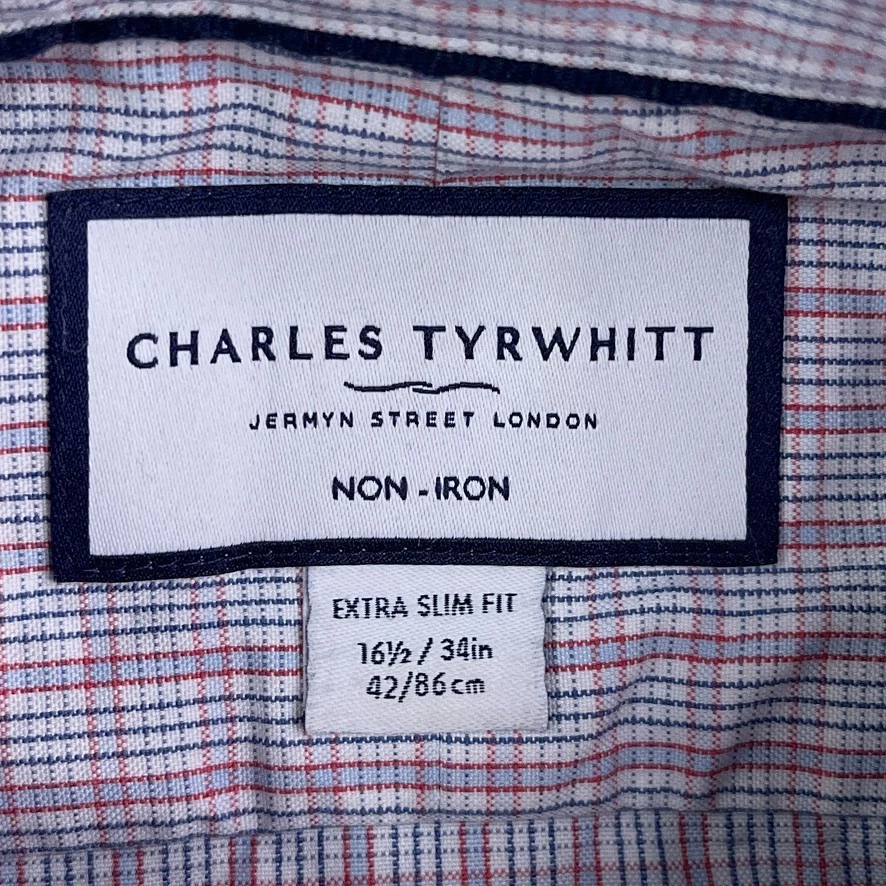 CHARLES TYRWHITT
JERMYN STREET LONDON
NON-IRON
EXTRA SLIM FIT
16½/34in
42/86cm